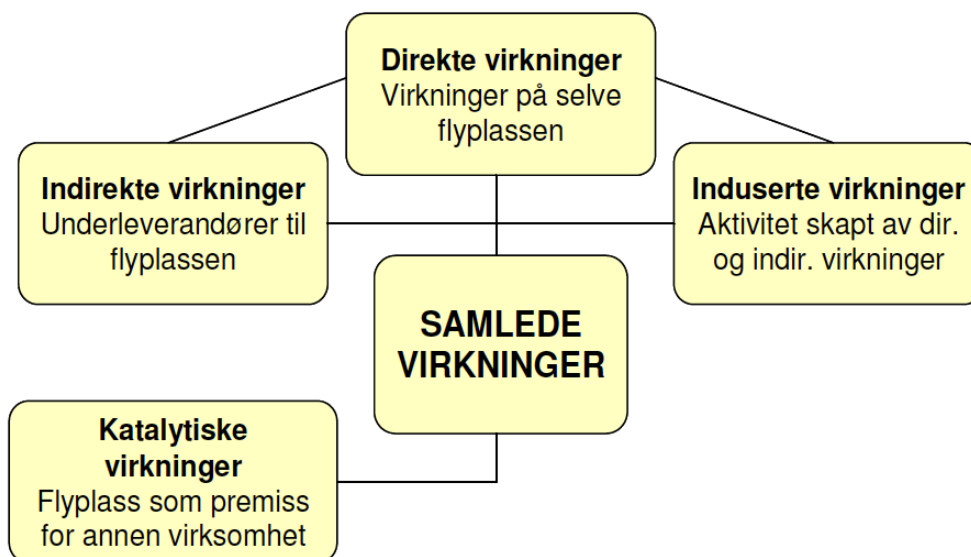 Direkte virkninger
Virkninger på selve
flyplassen
Indirekte virkninger
Underleverandører til
flyplassen
Induserte virkninger
Aktivitet skapt av dir.
og indir. virkninger
SAMLEDE
VIRKNINGER
Katalytiske
virkninger
Flyplass som premiss
for annen virksomhet